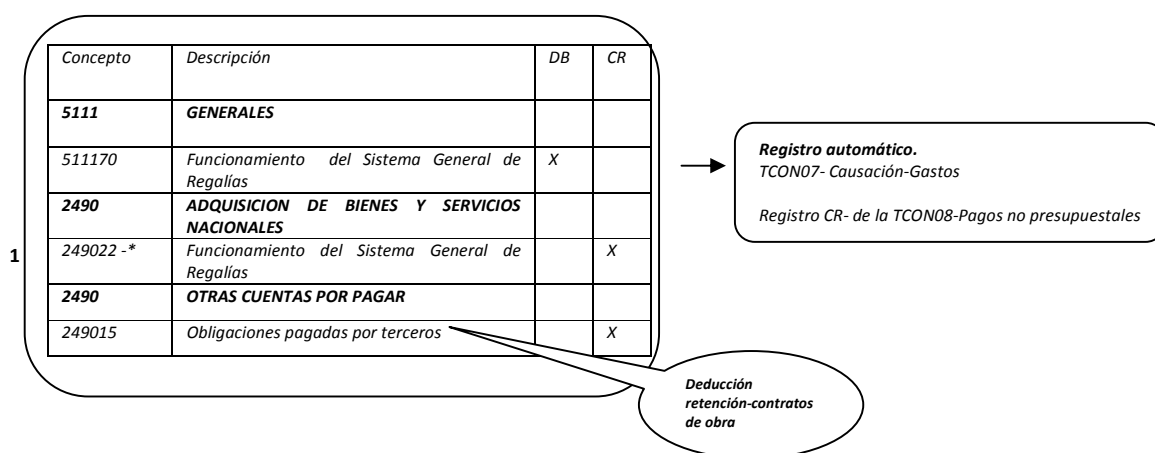 Concepto Descripción DB CR
5111 GENERALES
511170 Funcionamiento del Sistema General de
Regalías X
2490 ADQUISICION DE BIENES Y SERVICIOS
NACIONALES
249022 -* Funcionamiento del Sistema General de
Regalías X
2490 OTRAS CUENTAS POR PAGAR
249015 Obligaciones pagadas por terceros X
1
Registro automático.
TCON07- Causación-Gastos
Registro CR- de la TCON08-Pagos no presupuestales
Deducción
retención-contratos
de obra